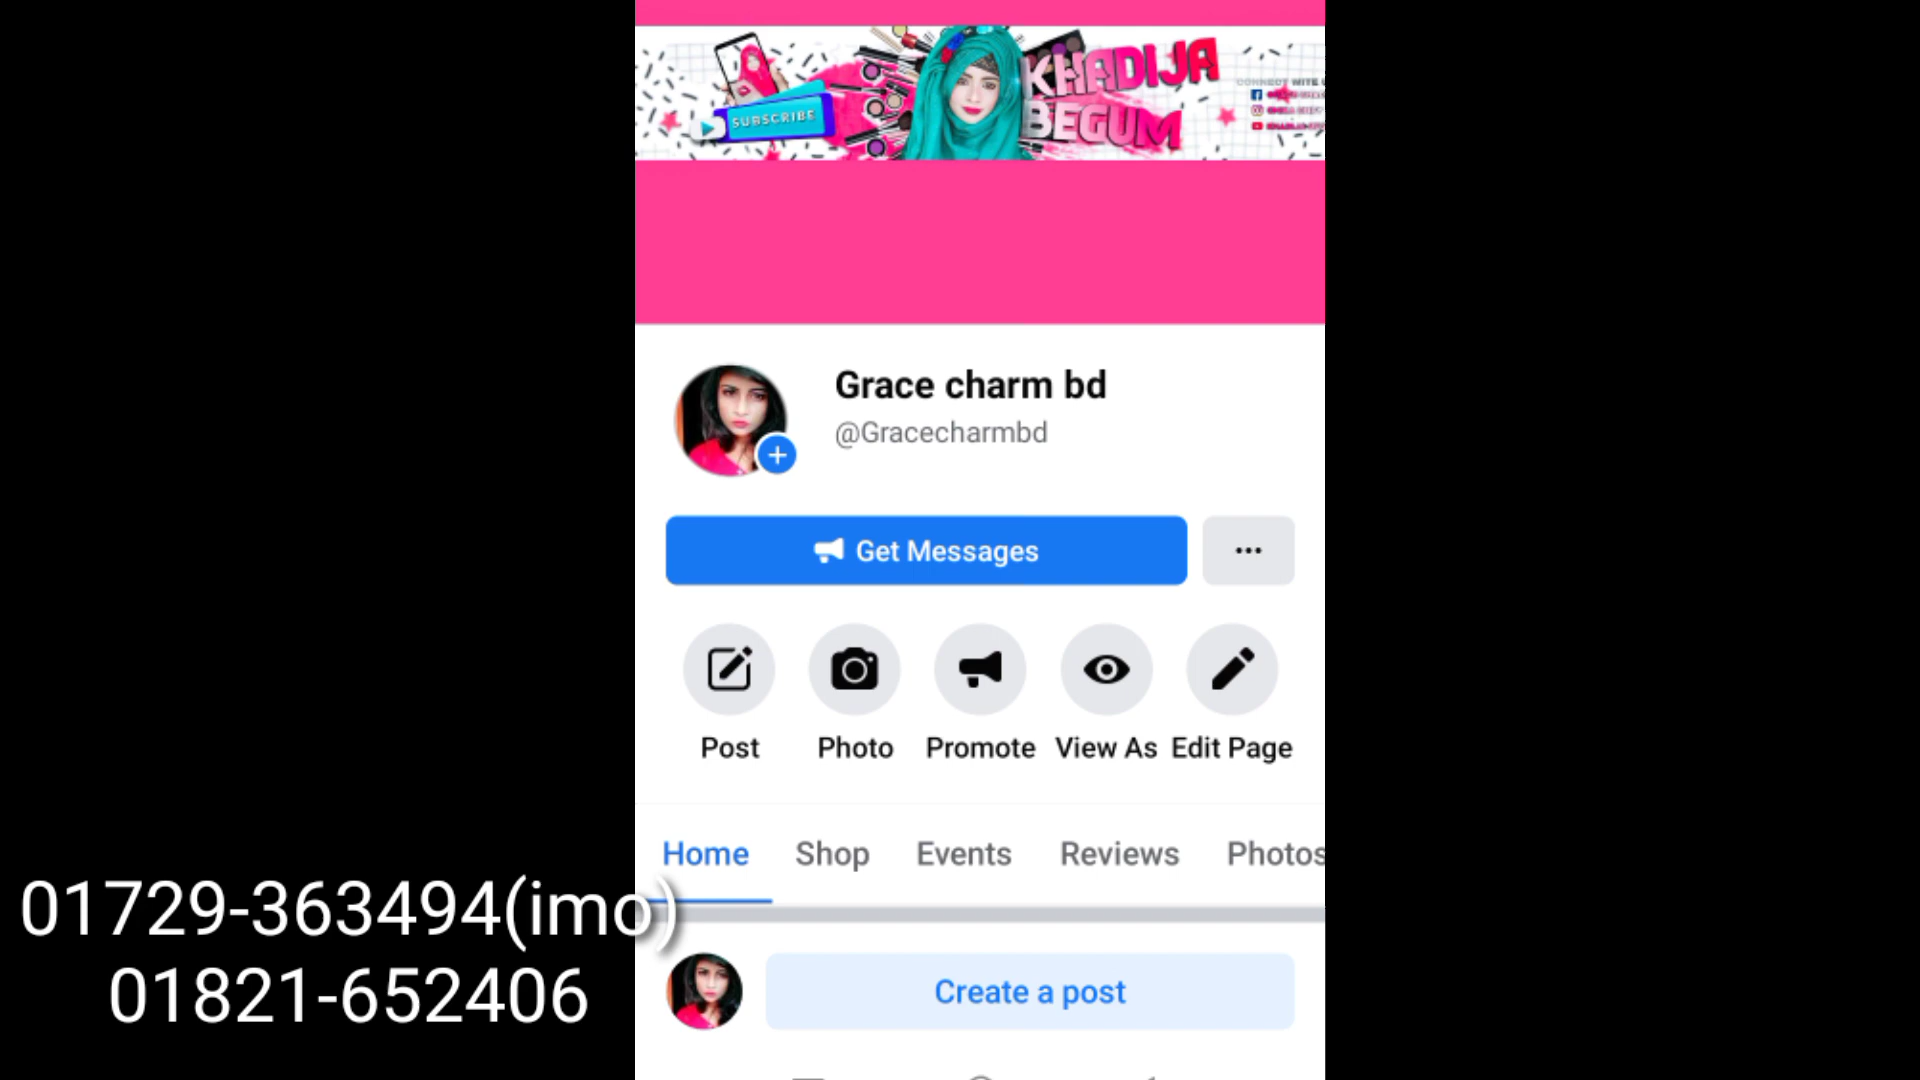 SUBSCRIBE
KHADIJA
BEGUM
Grace charm bd
@Gracecharmbd
Get Messages
Post Photo Promote View As Edit Page
Home Shop Events Reviews Photos
01729-363494(imo)
01821-652406
Create a post